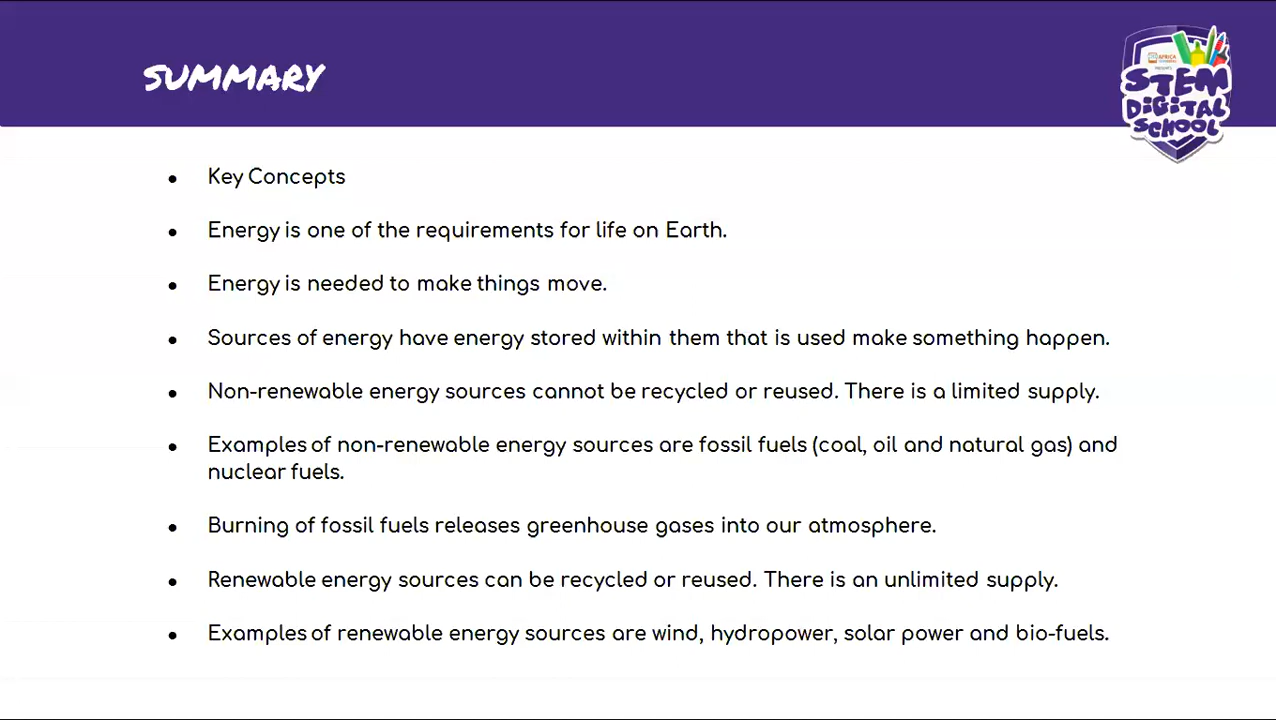 SUMMARY
AFRICA
STEM
DIGITAL
SCHOOL
• Key Concepts
• Energy is one of the requirements for life on Earth.
• Energy is needed to make things move.
• Sources of energy have energy stored within them that is used make something happen.
• Non-renewable energy sources cannot be recycled or reused. There is a limited supply.
• Examples of non-renewable energy sources are fossil fuels (coal, oil and natural gas) and
nuclear fuels.
• Burning of fossil fuels releases greenhouse gases into our atmosphere.
• Renewable energy sources can be recycled or reused. There is an unlimited supply.
• Examples of renewable energy sources are wind, hydropower, solar power and bio-fuels.